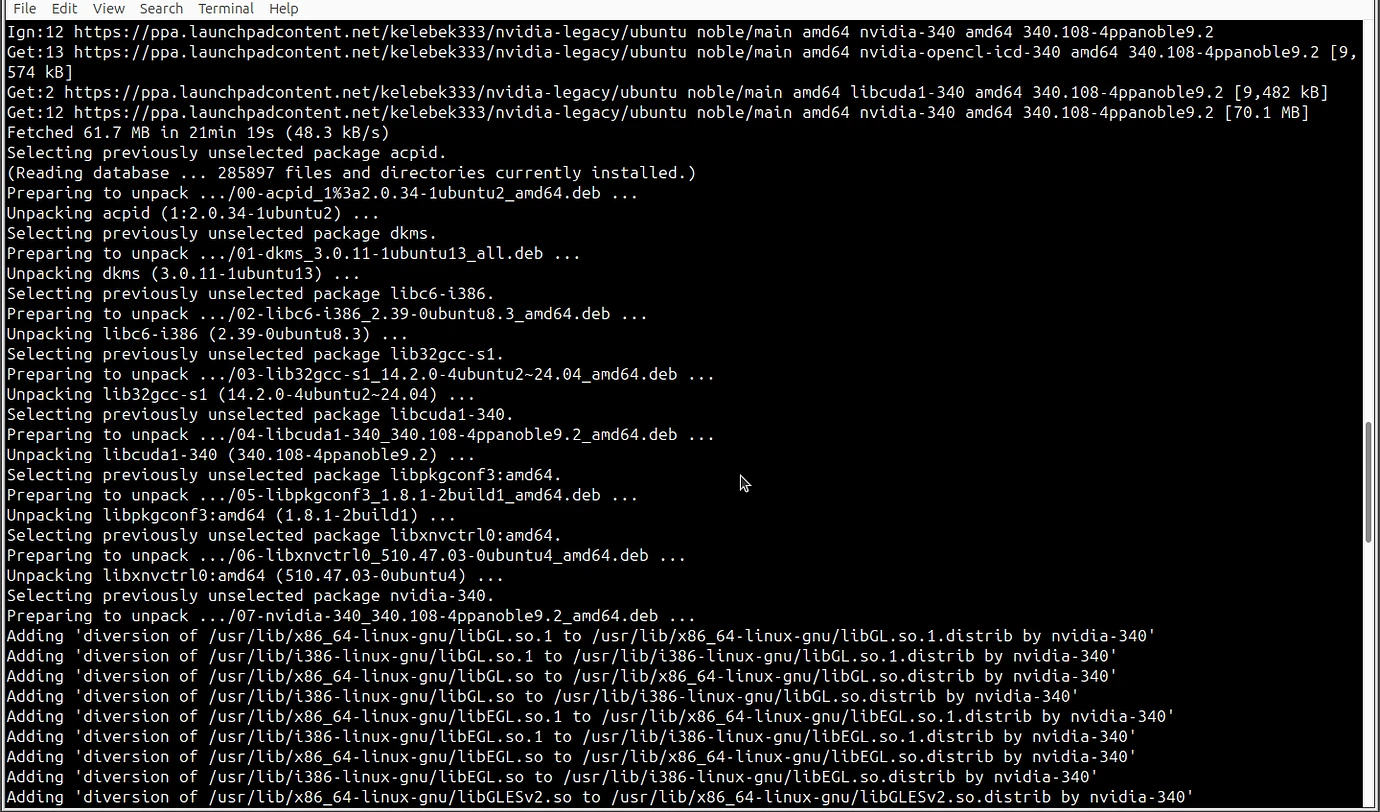 File Edit View Search Terminal Help
Ign:12 https://ppa.launchpadcontent.net/kelebek333/nvidia-legacy/ubuntu noble/main amd64 nvidia-340 amd64 340.108-4ppanoble9.2
Get:13 https://ppa.launchpadcontent.net/kelebek333/nvidia-legacy/ubuntu noble/main amd64 nvidia-opencl-icd-340 amd64 340.108-4ppanoble9.2 [9,
574 kB]
Get:2 https://ppa.launchpadcontent.net/kelebek333/nvidia-legacy/ubuntu noble/main amd64 libcuda1-340 amd64 340.108-4ppanoble9.2 [9,482 kB]
Get:12 https://ppa.launchpadcontent.net/kelebek333/nvidia-legacy/ubuntu noble/main amd64 nvidia-340 amd64 340.108-4ppanoble9.2 [70.1 MB]
Fetched 61.7 MB in 21min 19s (48.3 kB/s)
Selecting previously unselected package acpid.
(Reading database ... 285897 files and directories currently installed.)
Preparing to unpack .../00-acpid_1%3a2.0.34-1ubuntu2_amd64.deb ...
Unpacking acpid (1:2.0.34-1ubuntu2) ...
Selecting previously unselected package dkms.
Preparing to unpack .../01-dkms_3.0.11-1ubuntu13_all.deb ...
Unpacking dkms (3.0.11-1ubuntu13) ...
Selecting previously unselected package libc6-i386.
Preparing to unpack .../02-libc6-i386_2.39-0ubuntu8.3_amd64.deb ...
Unpacking libc6-i386 (2.39-0ubuntu8.3) ...
Selecting previously unselected package lib32gcc-s1.
Preparing to unpack .../03-lib32gcc-s1_14.2.0-4ubuntu2~24.04_amd64.deb ...
Unpacking lib32gcc-s1 (14.2.0-4ubuntu2~24.04) ...
Selecting previously unselected package libcuda1-340.
Preparing to unpack .../04-libcuda1-340_340.108-4ppanoble9.2_amd64.deb ...
Unpacking libcuda1-340 (340.108-4ppanoble9.2) ...
Selecting previously unselected package libpkgconf3:amd64.
Preparing to unpack .../05-libpkgconf3_1.8.1-2build1_amd64.deb ...
Unpacking libpkgconf3:amd64 (1.8.1-2build1) ...
Selecting previously unselected package libxnvctrl0:amd64.
Preparing to unpack .../06-libxnvctrl0_510.47.03-0ubuntu4_amd64.deb ...
Unpacking libxnvctrl0:amd64 (510.47.03-0ubuntu4) ...
Selecting previously unselected package nvidia-340.
Preparing to unpack .../07-nvidia-340_340.108-4ppanoble9.2_amd64.deb ...
Adding 'diversion of /usr/lib/x86_64-linux-gnu/libGL.so.1 to /usr/lib/x86_64-linux-gnu/libGL.so.1.distrib by nvidia-340'
Adding 'diversion of /usr/lib/i386-linux-gnu/libGL.so.1 to /usr/lib/i386-linux-gnu/libGL.so.1.distrib by nvidia-340'
Adding 'diversion of /usr/lib/x86_64-linux-gnu/libGL.so to /usr/lib/x86_64-linux-gnu/libGL.so.distrib by nvidia-340'
Adding 'diversion of /usr/lib/i386-linux-gnu/libGL.so to /usr/lib/i386-linux-gnu/libGL.so.distrib by nvidia-340'
Adding 'diversion of /usr/lib/x86_64-linux-gnu/libEGL.so.1 to /usr/lib/x86_64-linux-gnu/libEGL.so.1.distrib by nvidia-340'
Adding 'diversion of /usr/lib/i386-linux-gnu/libEGL.so.1 to /usr/lib/i386-linux-gnu/libEGL.so.1.distrib by nvidia-340'
Adding 'diversion of /usr/lib/x86_64-linux-gnu/libEGL.so to /usr/lib/x86_64-linux-gnu/libEGL.so.distrib by nvidia-340'
Adding 'diversion of /usr/lib/i386-linux-gnu/libEGL.so to /usr/lib/i386-linux-gnu/libEGL.so.distrib by nvidia-340'
Adding 'diversion of /usr/lib/x86_64-linux-gnu/libGLESv2.so to /usr/lib/x86_64-linux-gnu/libGLESv2.so.distrib by nvidia-340'